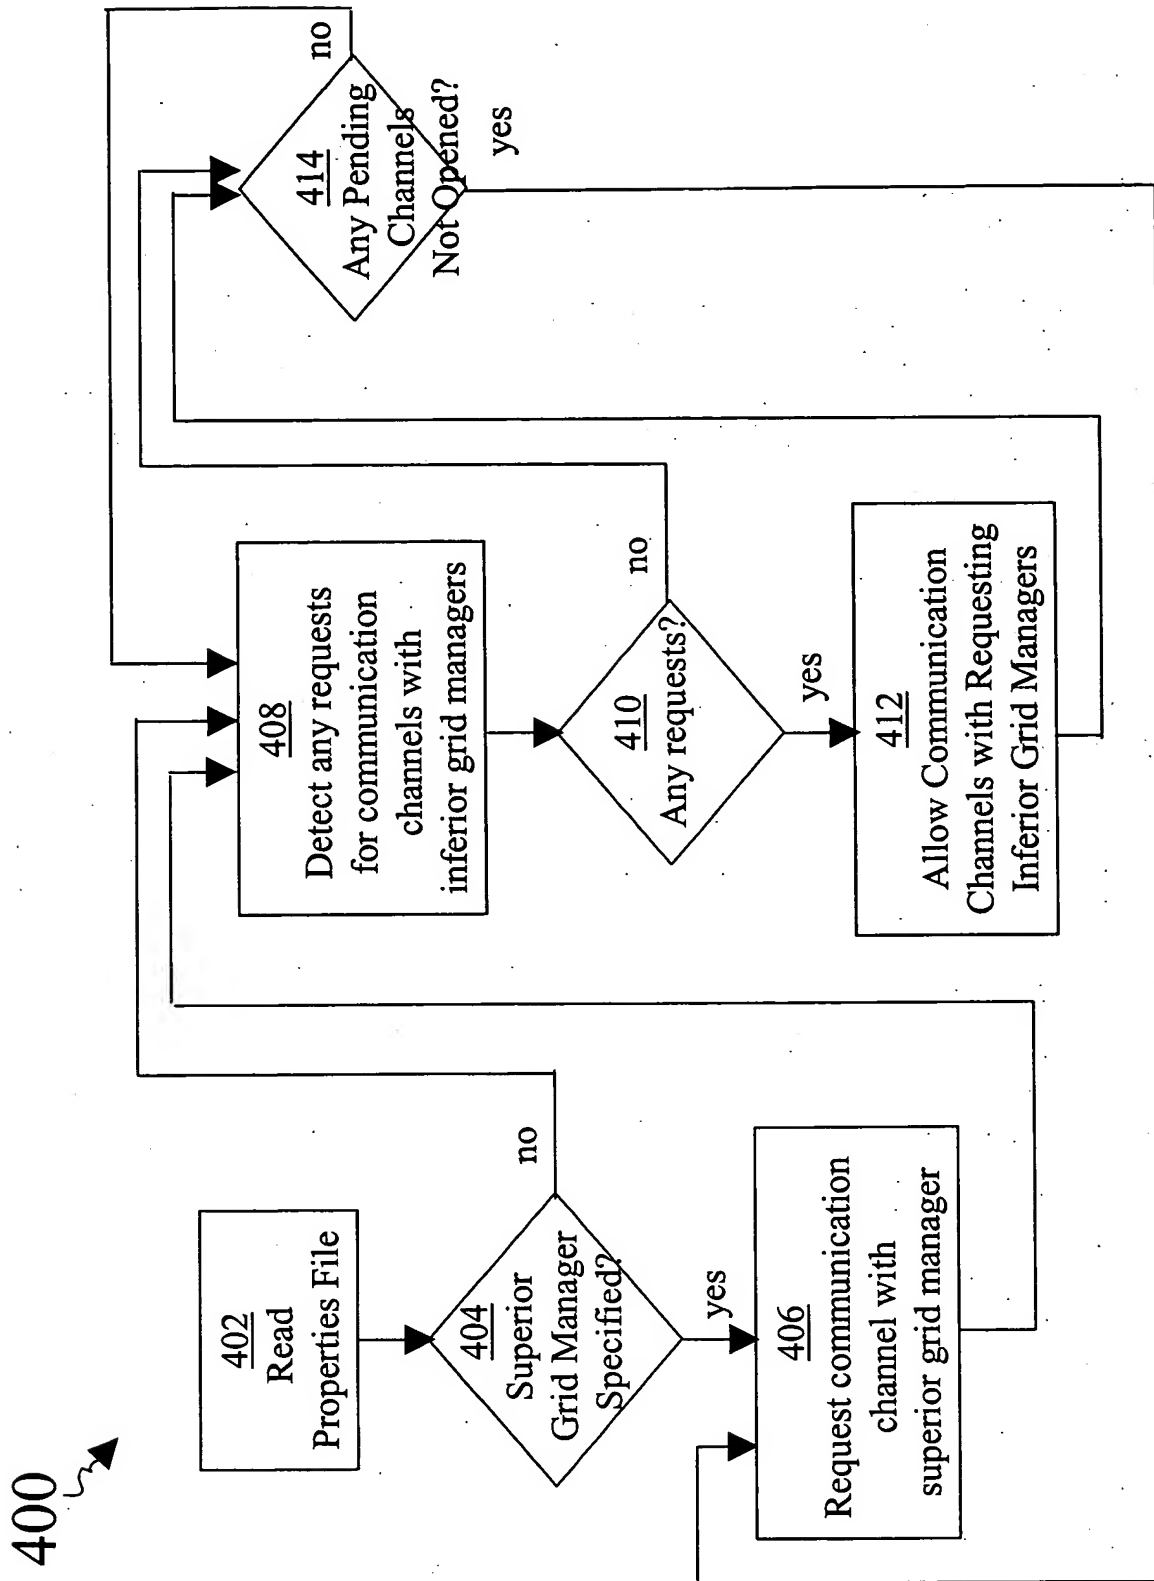 400
402
Read
Properties File
404
Superior
Grid Manager
Specified?
no
yes
406
Request communication
channel with
superior grid manager
408
Detect any requests
for communication
channels with
inferior grid managers
410
Any requests?
no
yes
412
Allow Communication
Channels with Requesting
Inferior Grid Managers
414
Any Pending
Channels
Not Opened?
no
yes